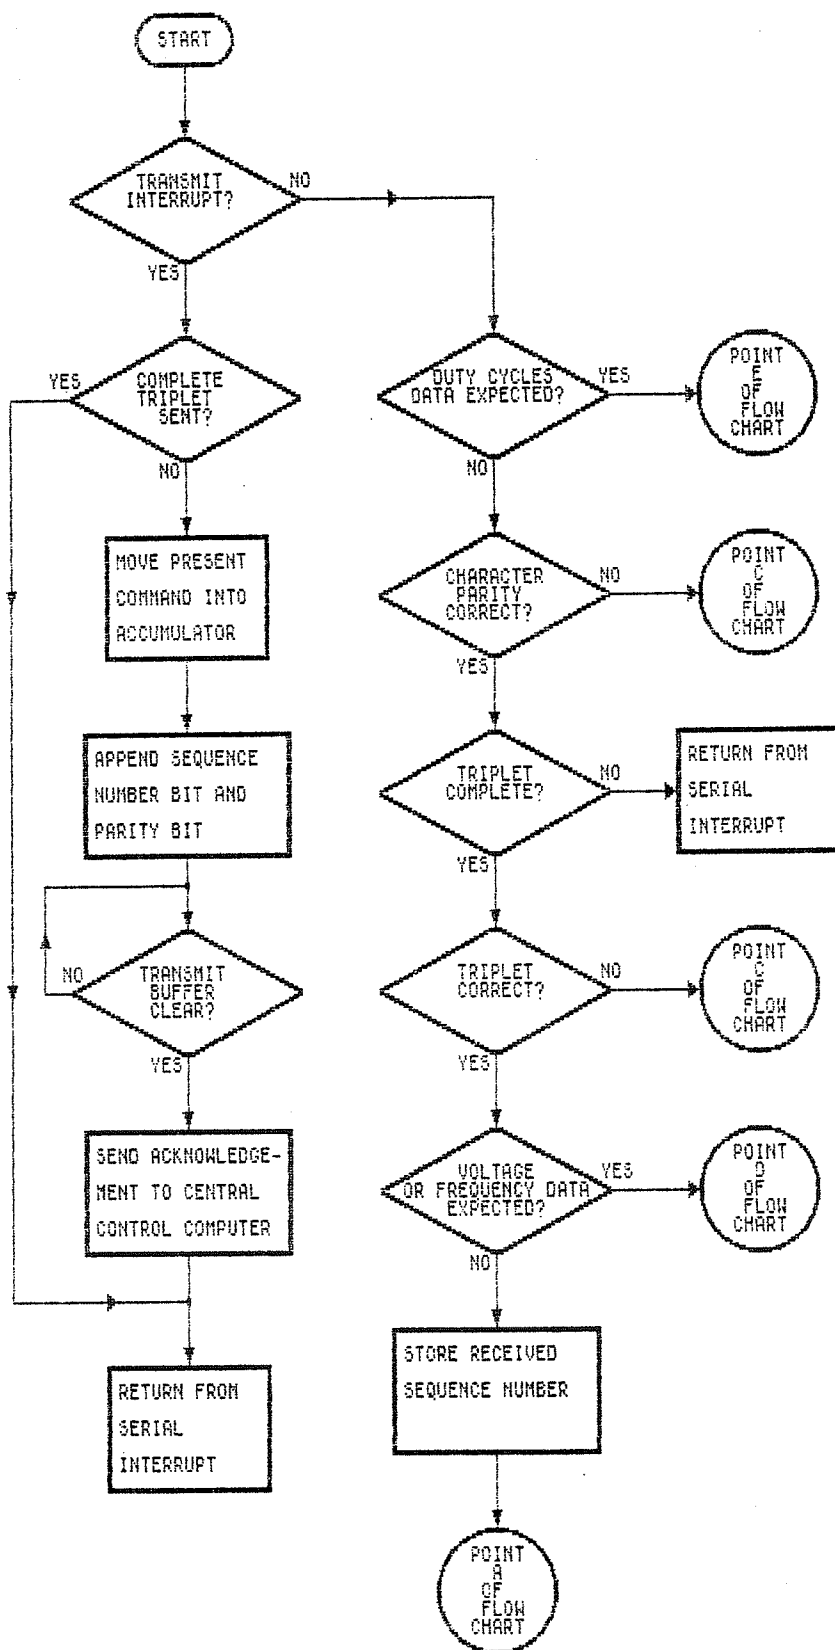 START
TRANSMIT
INTERRUPT?
NO
YES
YES
COMPLETE
TRIPLET
SENT?
NO
MOVE PRESENT
COMMAND INTO
ACCUMULATOR
APPEND SEQUENCE
NUMBER BIT AND
PARITY BIT
NO
TRANSMIT
BUFFER
CLEAR?
YES
SEND ACKNOWLEDGE-
MENT TO CENTRAL
CONTROL COMPUTER
RETURN FROM
SERIAL
INTERRUPT
DUTY CYCLES
DATA EXPECTED?
YES
POINT
E
OF
FLOW
CHART
NO
CHARACTER
PARITY
CORRECT?
NO
POINT
C
OF
FLOW
CHART
YES
TRIPLET
COMPLETE?
NO
RETURN FROM
SERIAL
INTERRUPT
YES
TRIPLET
CORRECT?
NO
POINT
C
OF
FLOW
CHART
YES
VOLTAGE
OR FREQUENCY DATA
EXPECTED?
YES
POINT
D
OF
FLOW
CHART
NO
STORE RECEIVED
SEQUENCE NUMBER
POINT
A
OF
FLOW
CHART